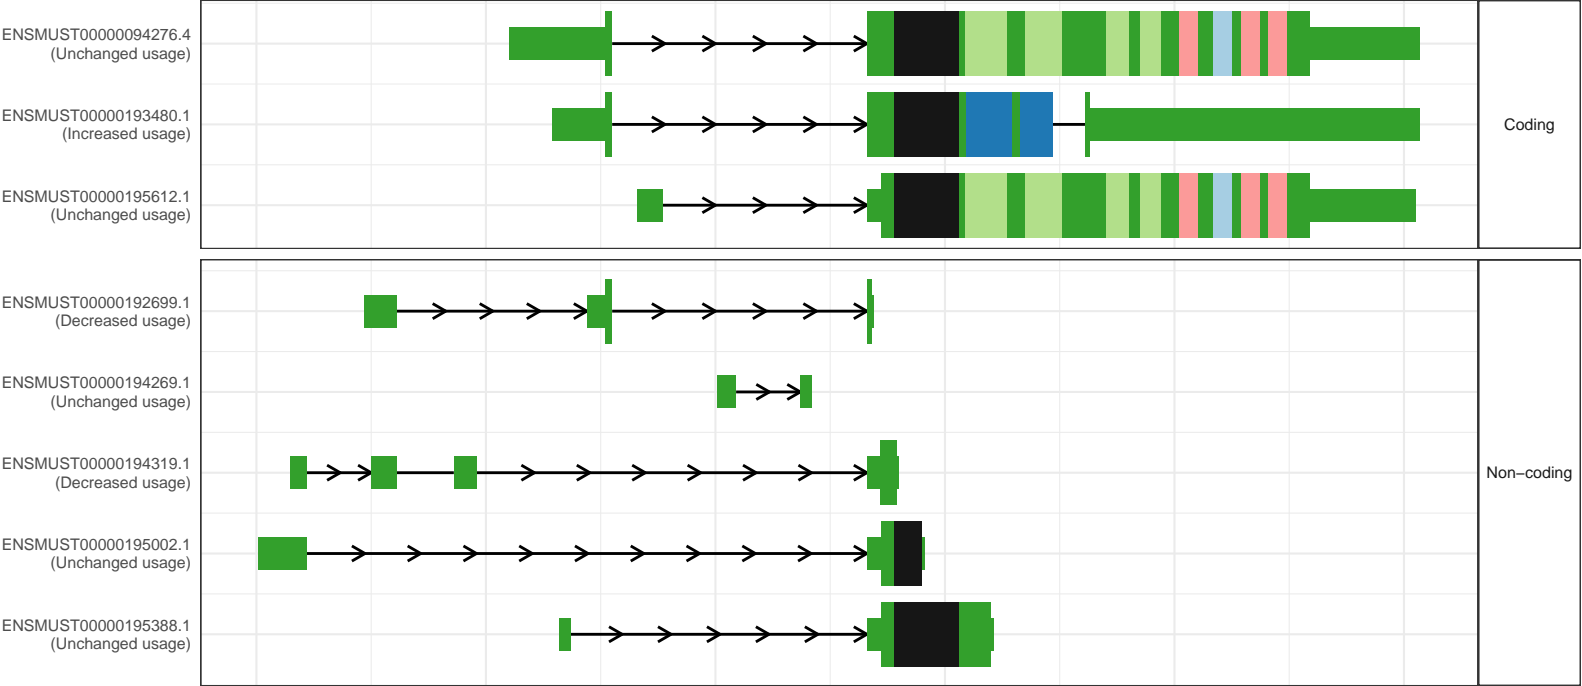 ENSMUST00000094276.4
(Unchanged usage)
ENSMUST00000193480.1
(Increased usage)
ENSMUST00000195612.1
(Unchanged usage)
Coding
ENSMUST00000192699.1
(Decreased usage)
ENSMUST00000194269.1
(Unchanged usage)
ENSMUST00000194319.1
(Decreased usage)
ENSMUST00000195002.1
(Unchanged usage)
ENSMUST00000195388.1
(Unchanged usage)
Non−coding